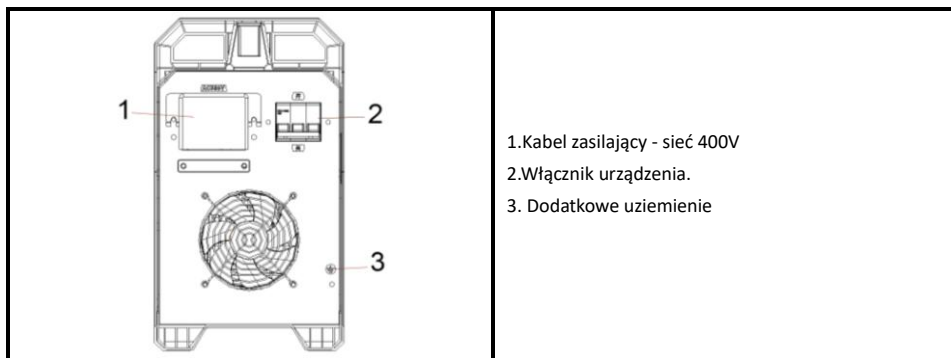 1
2
3
1.Kabel zasilający - sieć 400V
2.Włącznik urządzenia.
3. Dodatkowe uziemienie